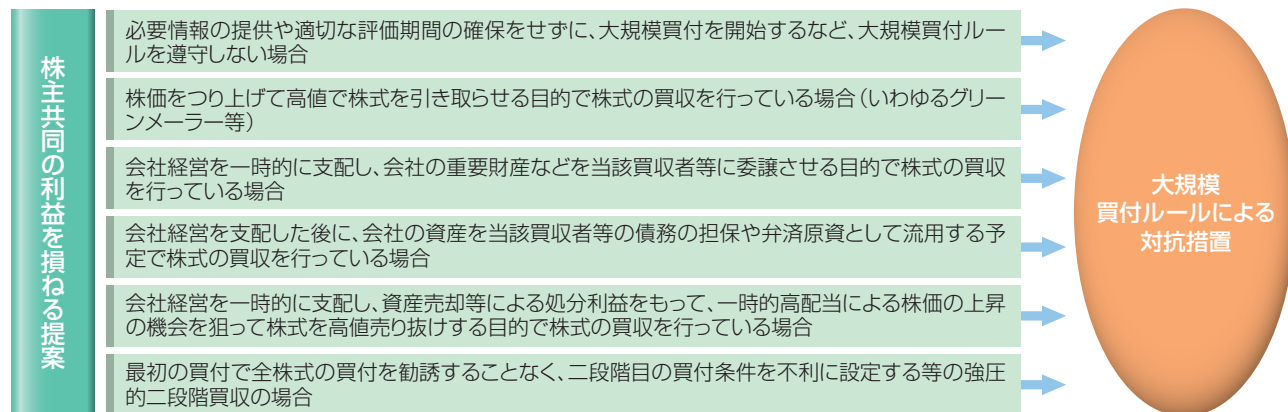 株主共同の利益を損ねる提案
必要情報の提供や適切な評価期間の確保をせずに、大規模買付を開始するなど、大規模買付ルー
ルを遵守しない場合
株価をつり上げて高値で株式を引き取らせる目的で株式の買収を行っている場合(いわゆるグリー
ンメーラー等)
会社経営を一時的に支配し、会社の重要財産などを当該買収者等に委譲させる目的で株式の買収
を行っている場合
会社経営を支配した後に、会社の資産を当該買収者等の債務の担保や弁済原資として流用する予
定で株式の買収を行っている場合
会社経営を一時的に支配し、資産売却等による処分利益をもって、一時的高配当による株価の上昇
の機会を狙って株式を高値売り抜けする目的で株式の買収を行っている場合
最初の買付で全株式の買付を勧誘することなく、二段階目の買付条件を不利に設定する等の強圧
的二段階買収の場合
大規模
買付ルールによる
対抗措置